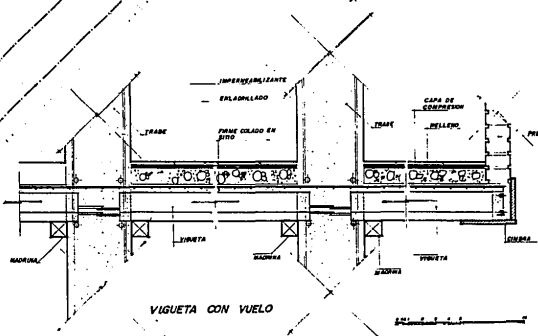 IMPERMEABILIZANTE
ENLADRILLADO
CAPA DE
COMPRESION
TRABE
FIRME COLADO EN
SITIO
TRABE
RELLENO
PRE
MADRINA
VIGUETA
MADRINA
MADRINA
VIGUETA
CIMBRA
VIGUETA CON VUELO